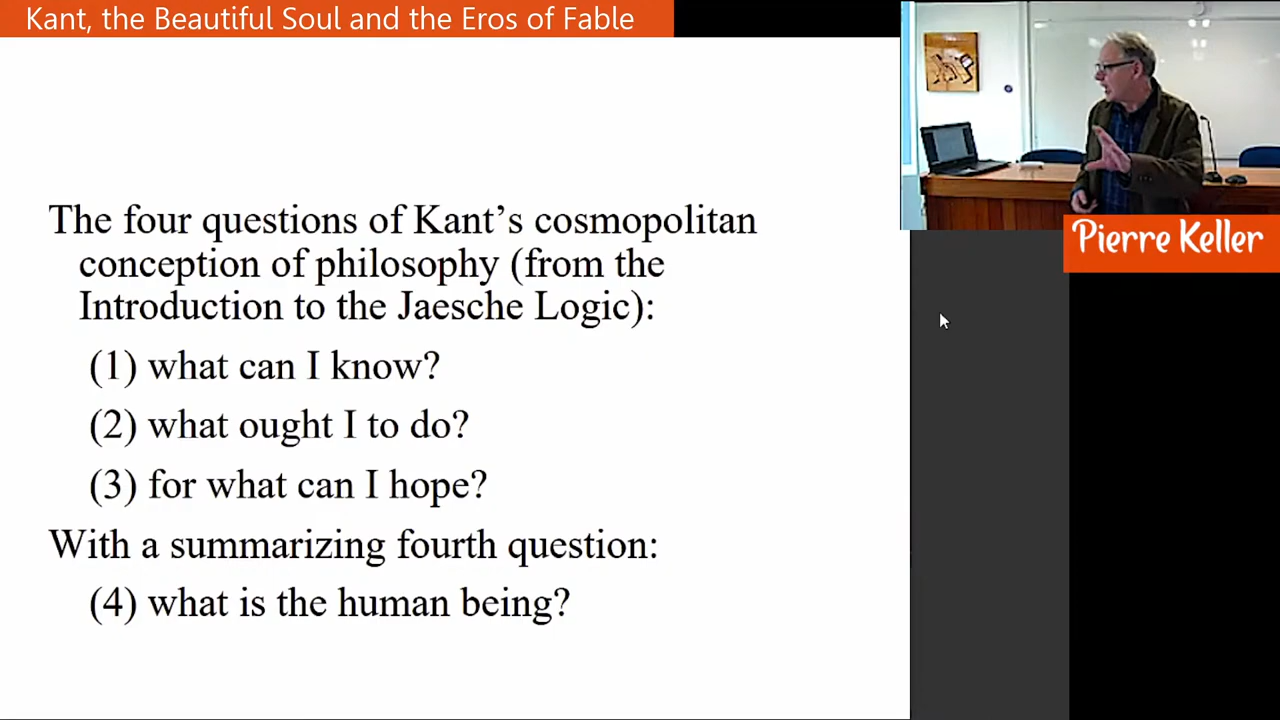 Kant, the Beautiful Soul and the Eros of Fable
The four questions of Kant's cosmopolitan
conception of philosophy (from the
Introduction to the Jaesche Logic):
(1) what can I know?
(2) what ought I to do?
(3) for what can I hope?
With a summarizing fourth question:
(4) what is the human being?
Pierre Keller